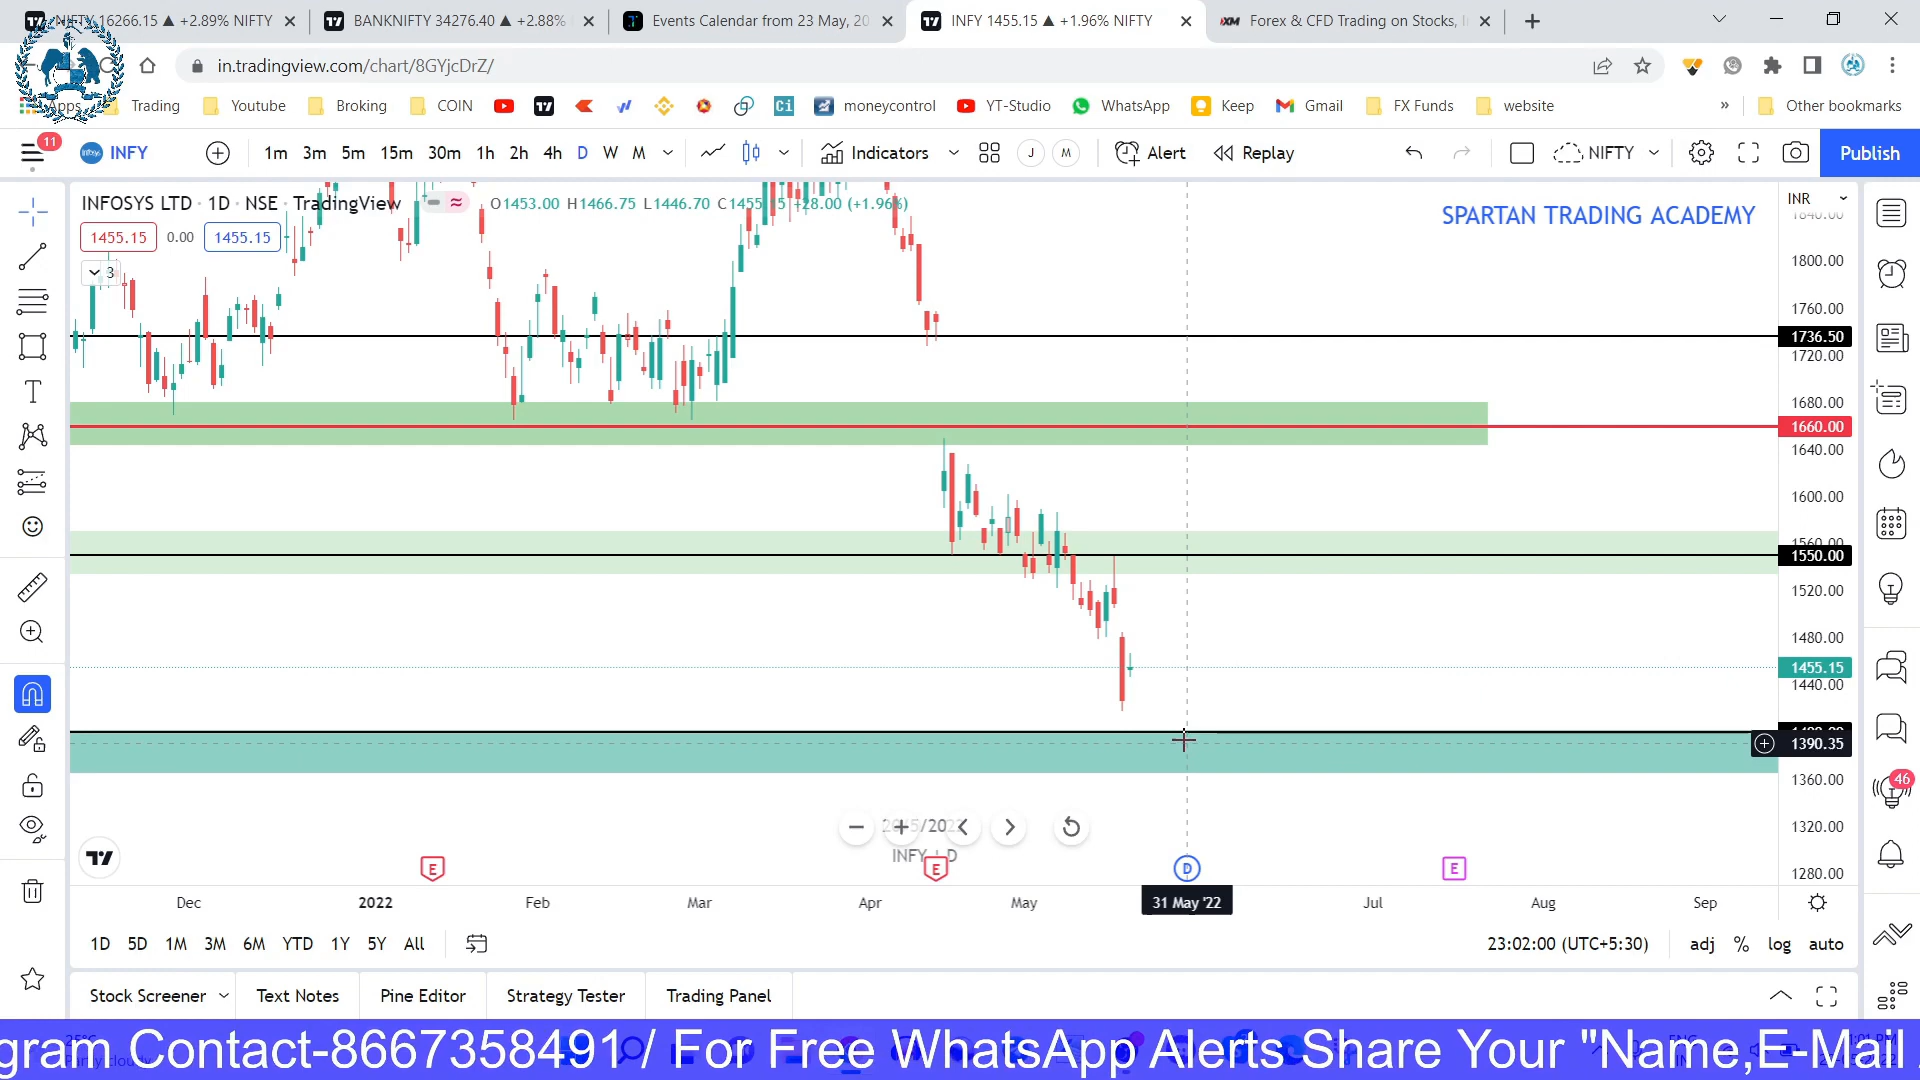 NIFTY 16266.15 ▲ +2.89% NIFTY
BANKNIFTY 34276.40 ▲ +2.88%
Events Calendar from 23 May, 20
INFY 1455.15 ▲ +1.96% NIFTY
Forex & CFD Trading on Stocks, I
in.tradingview.com/chart/8GYjcDrZ/
Apps Trading Youtube Broking COIN moneycontrol YT-Studio WhatsApp Keep Gmail FX Funds website » Other bookmarks
11
INFY 1m 3m 5m 15m 30m 1h 2h 4h D W M Indicators J M Alert Replay NIFTY Publish
INFOSYS LTD · 1D · NSE · TradingView O1453.00 H1466.75 L1446.70 C1455.15 +28.00 (+1.96%)
INR
SPARTAN TRADING ACADEMY
1455.15 0.00 1455.15
3
1840.00
1800.00
1760.00
1736.50
1720.00
1680.00
1660.00
1640.00
1600.00
1560.00
1550.00
1520.00
1480.00
1455.15
1440.00
1390.35
1360.00
1320.00
1280.00
46
INFY
D
E E D E
Dec 2022 Feb Mar Apr May 31 May '22 Jul Aug Sep
1D 5D 1M 3M 6M YTD 1Y 5Y All
23:02:00 (UTC+5:30) adj % log auto
Stock Screener Text Notes Pine Editor Strategy Tester Trading Panel
gram Contact-8667358491 / For Free WhatsApp Alerts Share Your "Name,E-Mail